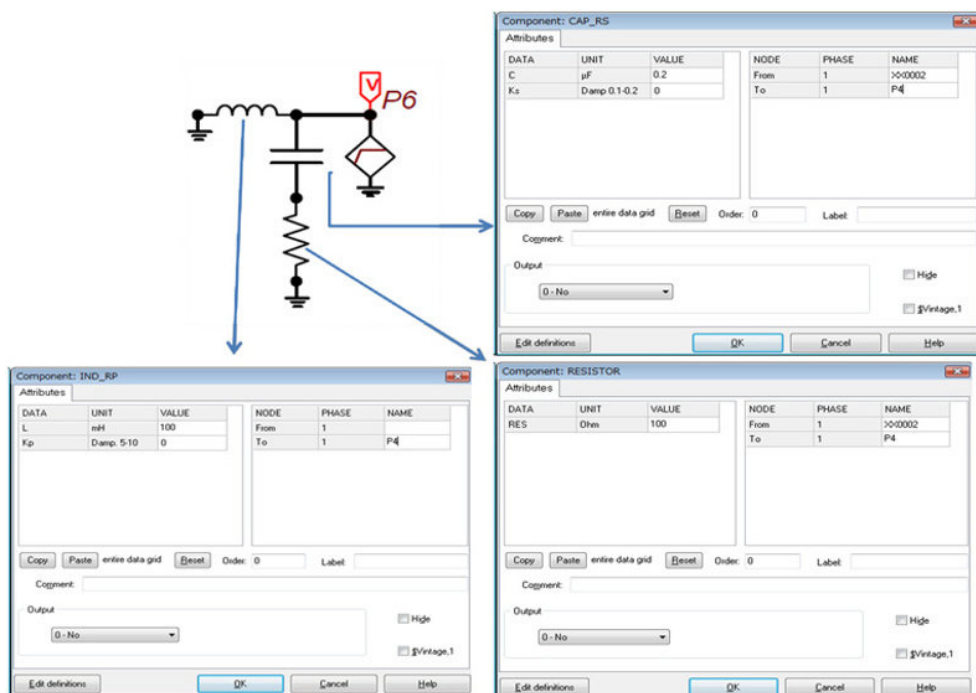 V
P6
Component: CAP_RS
Attributes
DATA UNIT VALUE
C µF 0.2
Ks Damp 0.1-0.2 0
NODE PHASE NAME
From 1 XX0002
To 1 P4
Copy Paste entire data grid Reset Order: 0 Label:
Comment:
Output
0 - No
Hide
$Vintage,1
Edit definitions OK Cancel Help
Component: IND_RP
Attributes
DATA UNIT VALUE
L mH 100
Kp Damp. 5-10 0
NODE PHASE NAME
From 1
To 1 P4
Copy Paste entire data grid Reset Order: 0 Label:
Comment:
Output
0 - No
Hide
$Vintage,1
Edit definitions OK Cancel Help
Component: RESISTOR
Attributes
DATA UNIT VALUE
RES Ohm 100
NODE PHASE NAME
From 1 XX0002
To 1 P4
Copy Paste entire data grid Reset Order: 0 Label:
Comment:
Output
0 - No
Hide
$Vintage,1
Edit definitions OK Cancel Help